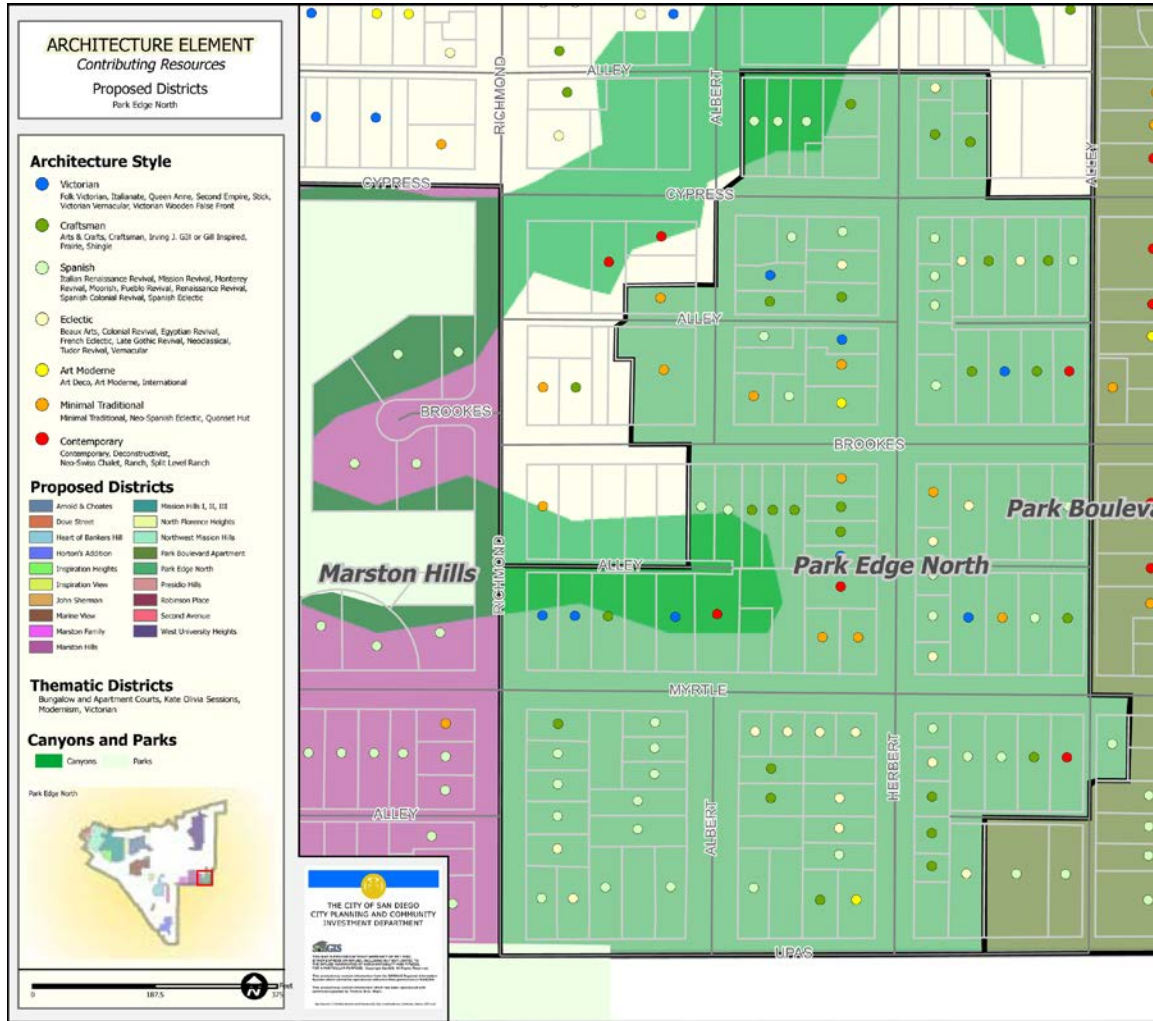 ARCHITECTURE ELEMENT
Contributing Resources
Proposed Districts
Park Edge North
Architecture Style
Victorian
Folk Victorian, Italianate, Queen Anne, Second Empire, Stick,
Victorian Vernacular, Victorian Wooden False Front
Craftsman
Arts & Crafts, Craftsman, Irving J. Gill or Gill Inspired,
Prairie, Shingle
Spanish
Italian Renaissance Revival, Mission Revival, Monterey
Revival, Moorish, Pueblo Revival, Renaissance Revival,
Spanish Colonial Revival, Spanish Eclectic
Eclectic
Beaux Arts, Colonial Revival, Egyptian Revival,
French Eclectic, Late Gothic Revival, Neoclassical,
Tudor Revival, Vernacular
Art Moderne
Art Deco, Art Moderne, International
Minimal Traditional
Minimal Traditional, Neo-Spanish Eclectic, Quonset Hut
Contemporary
Contemporary, Deconstructivist,
Neo-Swiss Chalet, Ranch, Split Level Ranch
Proposed Districts
Arnold & Choates
Mission Hills I, II, III
Dove Street
North Florence Heights
Heart of Bankers Hill
Northwest Mission Hills
Horton's Addition
Park Boulevard Apartment
Inspiration Heights
Park Edge North
Inspiration View
Presidio Hills
John Sherman
Robinson Place
Marine View
Second Avenue
Marston Family
West University Heights
Marston Hills
Thematic Districts
Bungalow and Apartment Courts, Kate Olivia Sessions,
Modernism, Victorian
Canyons and Parks
Canyons
Parks
Park Edge North
0
187.5
375
Feet
N
RICHMOND
ALLEY
ALBERT
ALLEY
CYPRESS
CYPRESS
ALLEY
BROOKES
BROOKES
Park Bouleva
Marston Hills
RICHMOND
ALLEY
Park Edge North
MYRTLE
HERBERT
ALLEY
ALBERT
UPAS
THE CITY OF SAN DIEGO
CITY PLANNING AND COMMUNITY
INVESTMENT DEPARTMENT
SanGIS